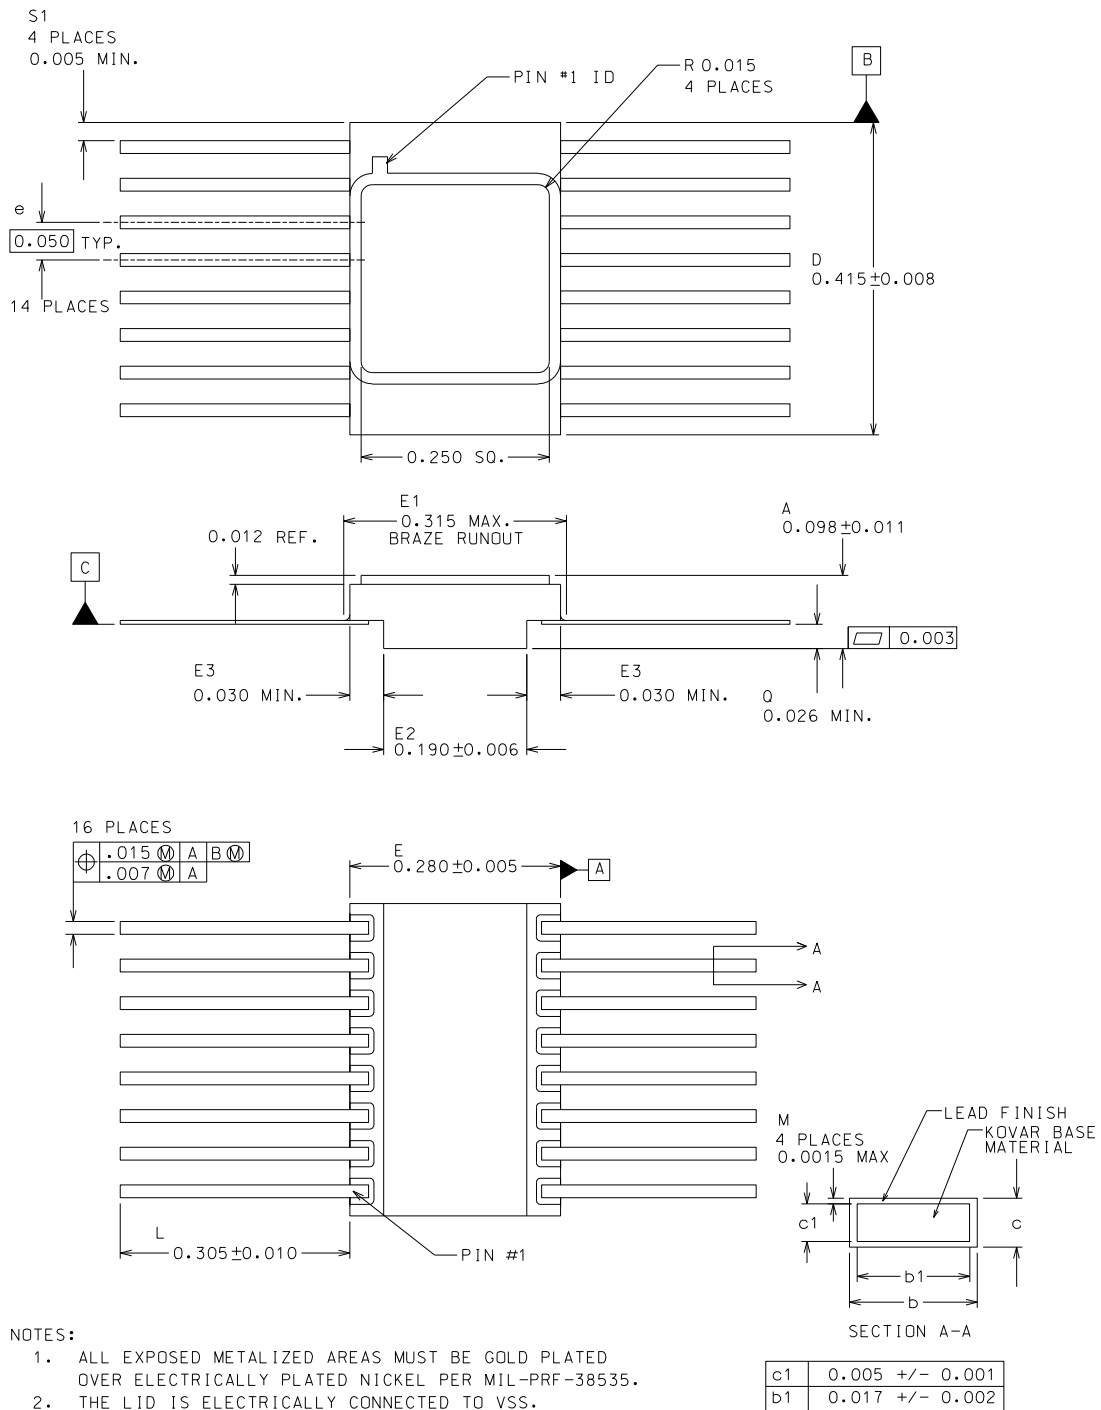 S1
4 PLACES
0.005 MIN.
PIN #1 ID
R 0.015
4 PLACES
B
e
0.050 TYP.
14 PLACES
D
0.415±0.008
0.250 SQ.
E1
0.315 MAX.
BRAZE RUNOUT
0.012 REF.
A
0.098±0.011
C
0.003
E3
0.030 MIN.
E3
0.030 MIN.
Q
0.026 MIN.
E2
0.190±0.006
16 PLACES
.015 Ⓜ A B Ⓜ
.007 Ⓜ A
E
0.280±0.005
A
A
A
L
0.305±0.010
PIN #1
M
4 PLACES
0.0015 MAX
LEAD FINISH
KOVAR BASE
MATERIAL
c1
c
b1
b
SECTION A-A
NOTES:
1. ALL EXPOSED METALIZED AREAS MUST BE GOLD PLATED
OVER ELECTRICALLY PLATED NICKEL PER MIL-PRF-38535.
2. THE LID IS ELECTRICALLY CONNECTED TO VSS.
c1 0.005 +/- 0.001
b1 0.017 +/- 0.002